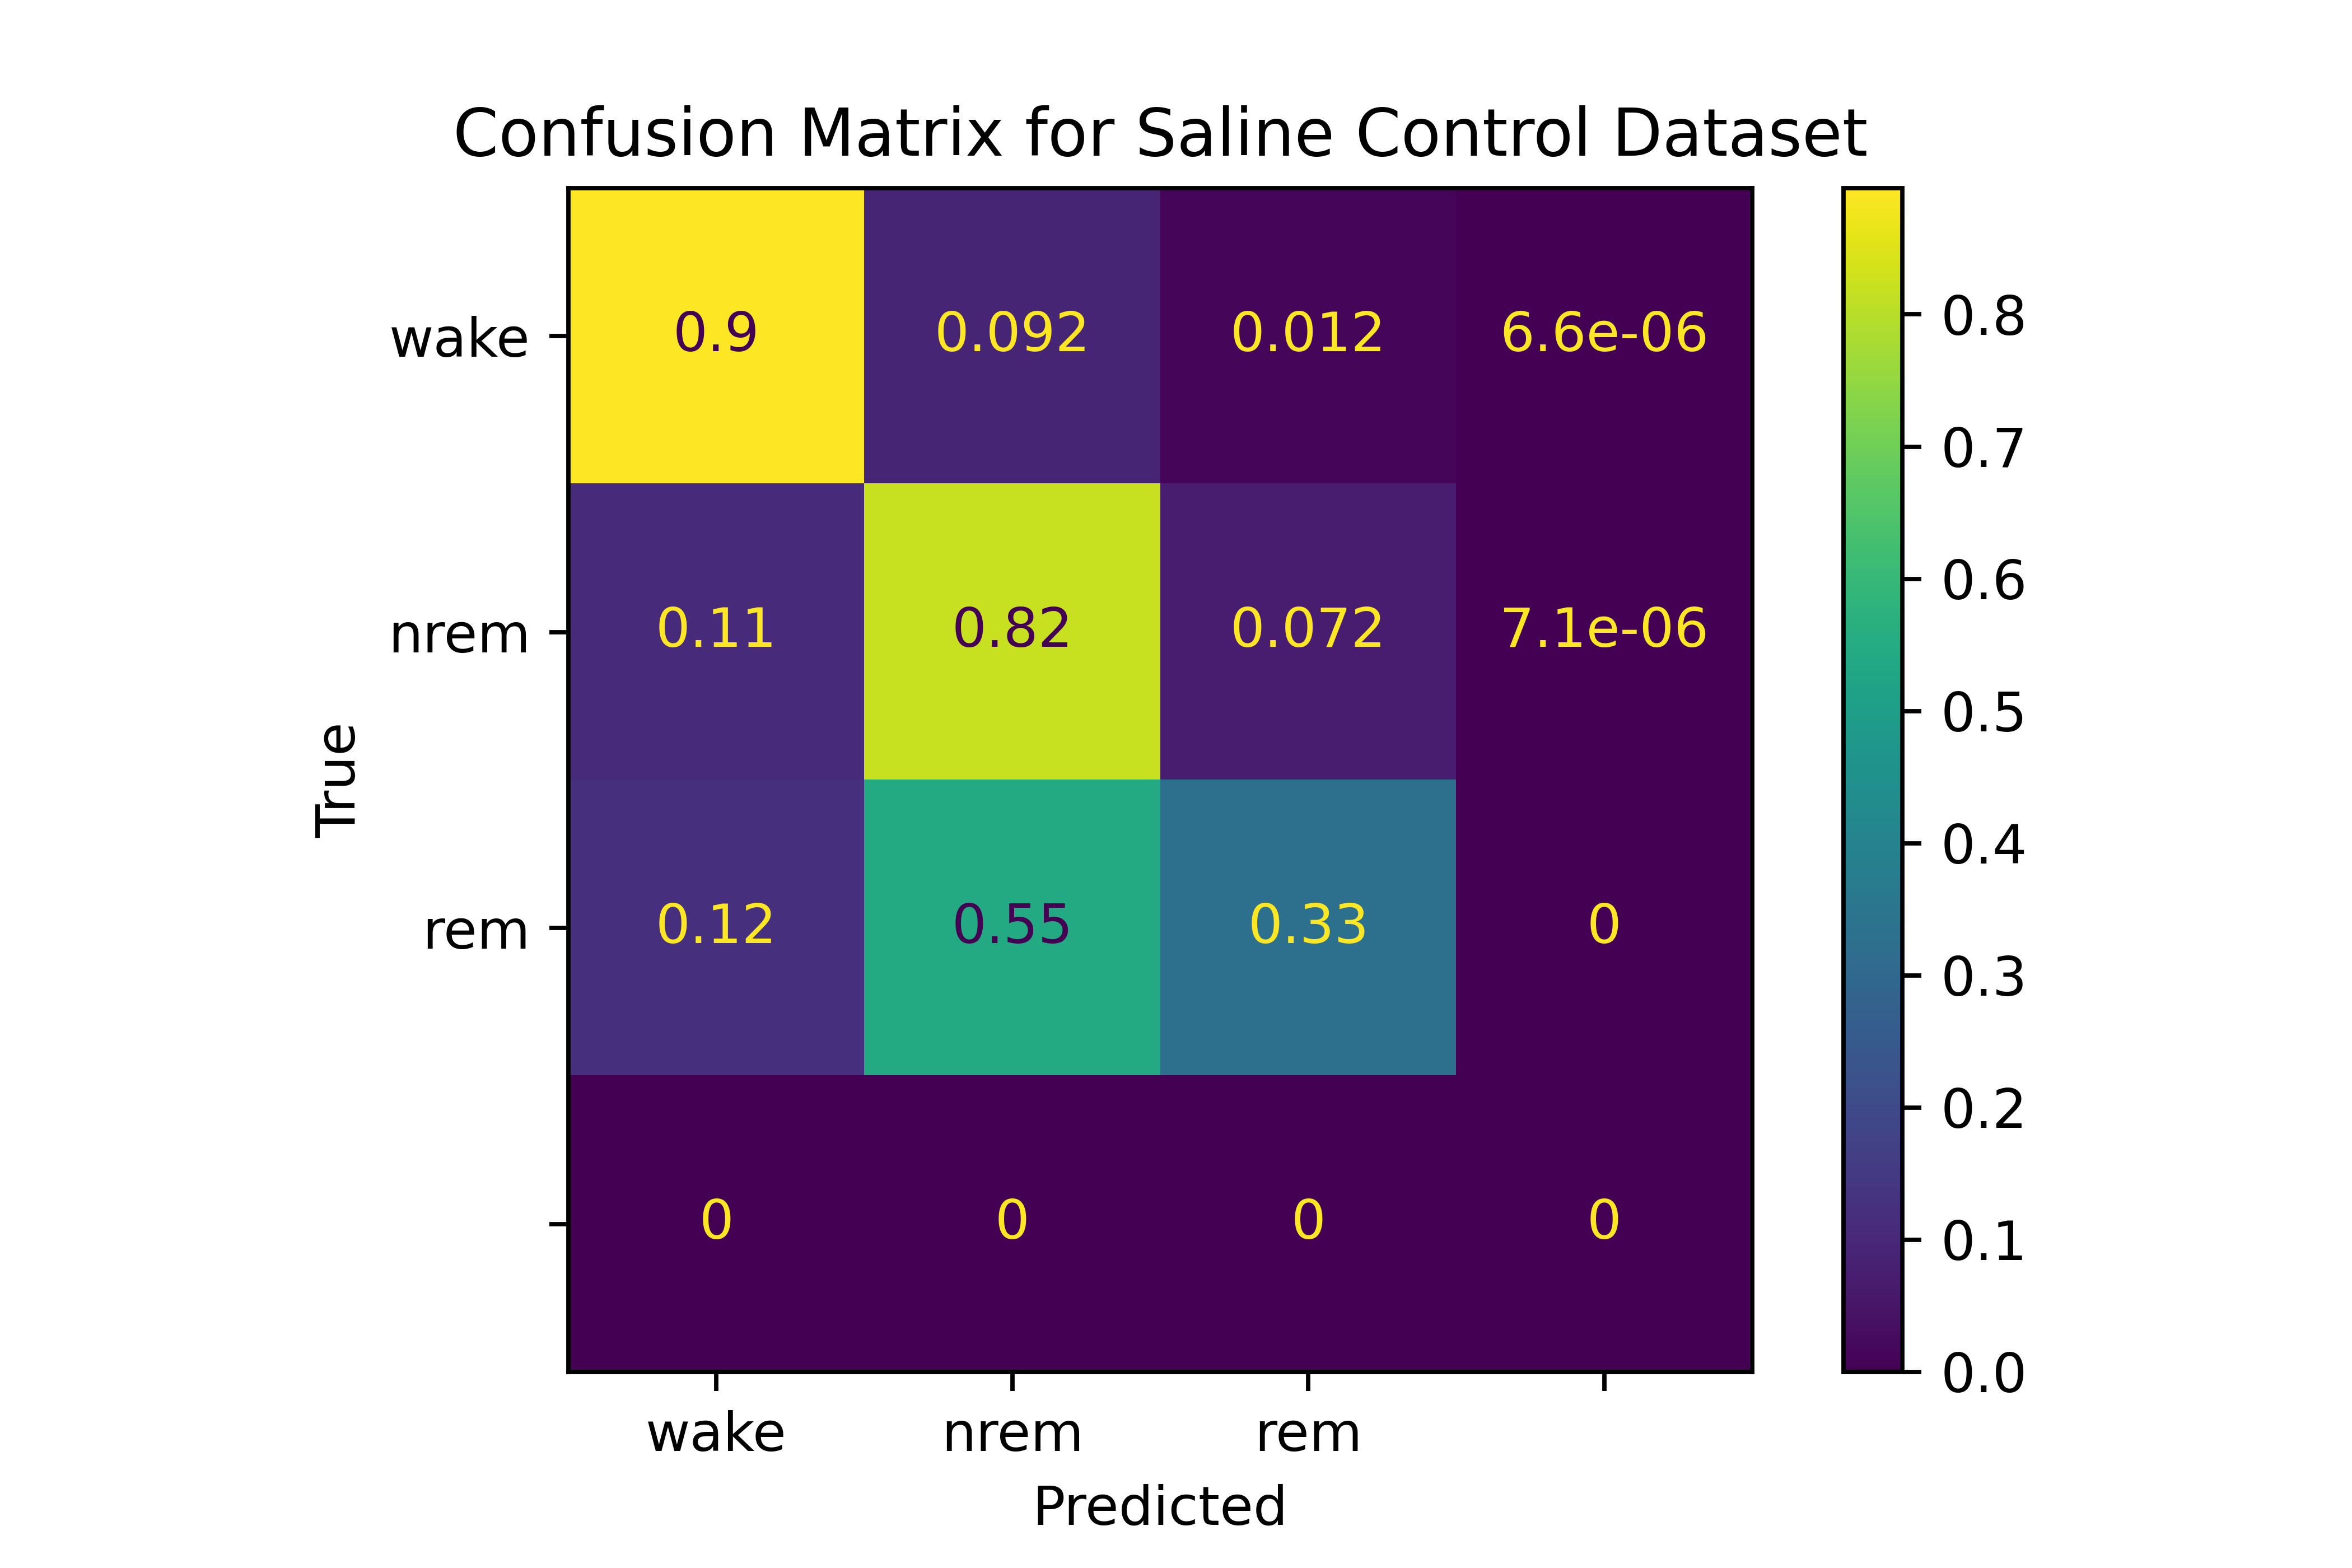 Confusion Matrix for Saline Control Dataset
wake 0.9 0.092 0.012 6.6e-06
nrem 0.11 0.82 0.072 7.1e-06
rem 0.12 0.55 0.33 0
0 0 0 0
wake nrem rem
Predicted
True
0.8
0.7
0.6
0.5
0.4
0.3
0.2
0.1
0.0